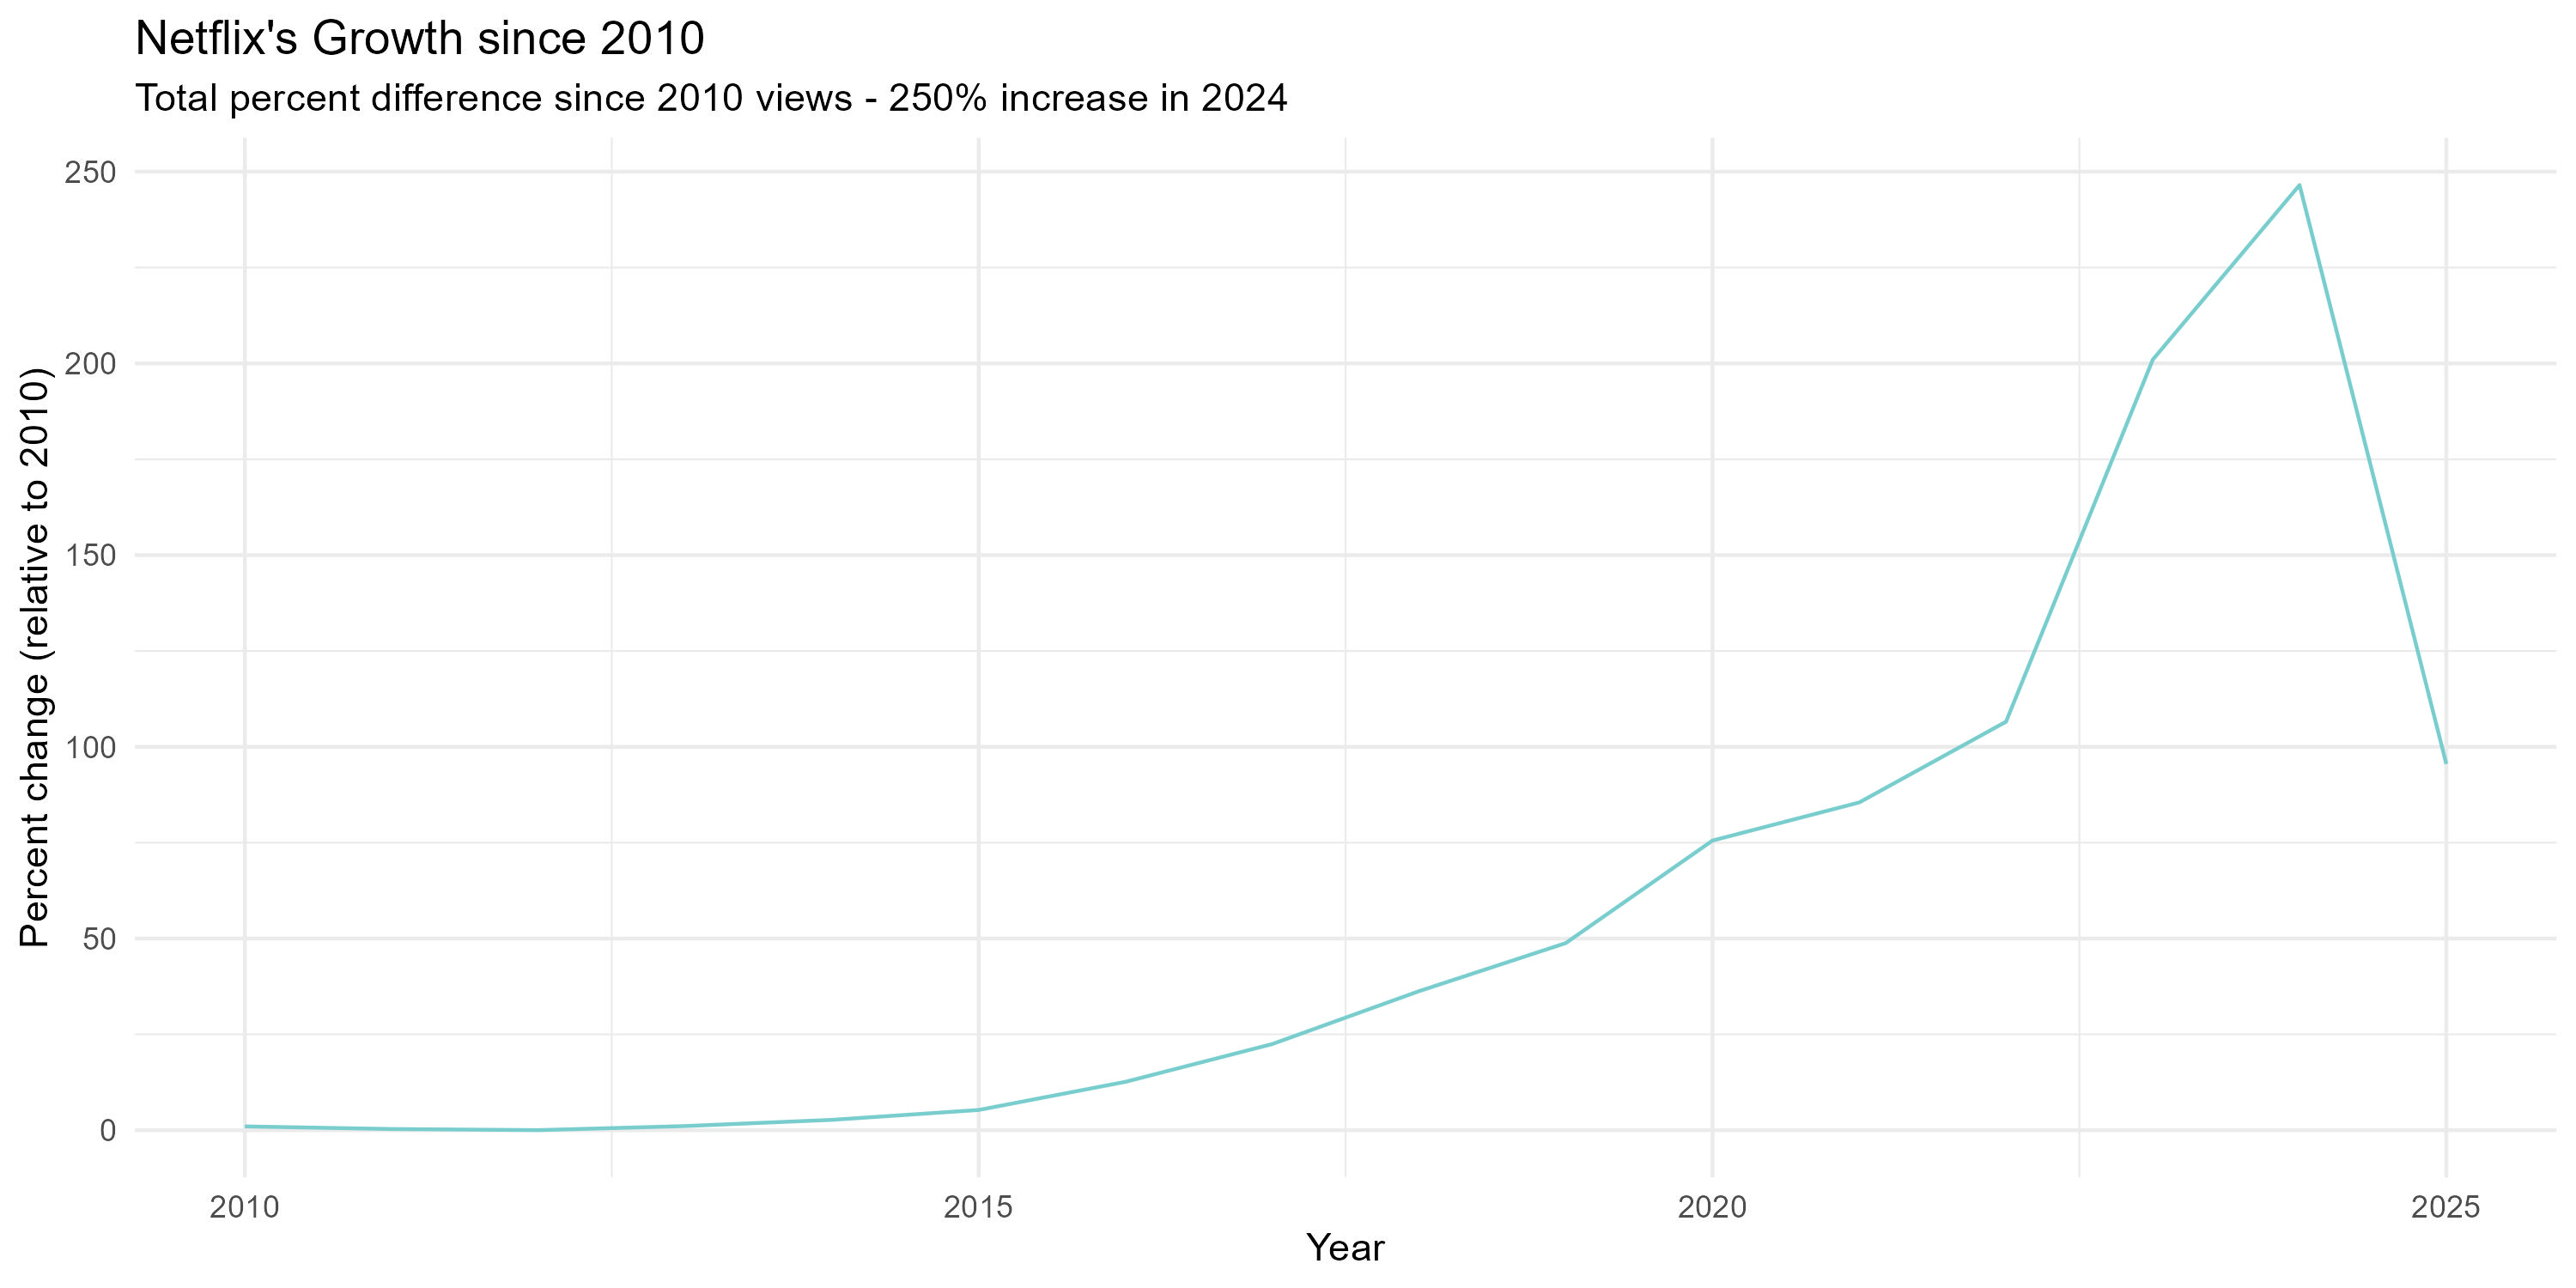 Netflix's Growth since 2010
Total percent difference since 2010 views - 250% increase in 2024
Percent change (relative to 2010)
250
200
150
100
50
0
2010
2015
2020
2025
Year